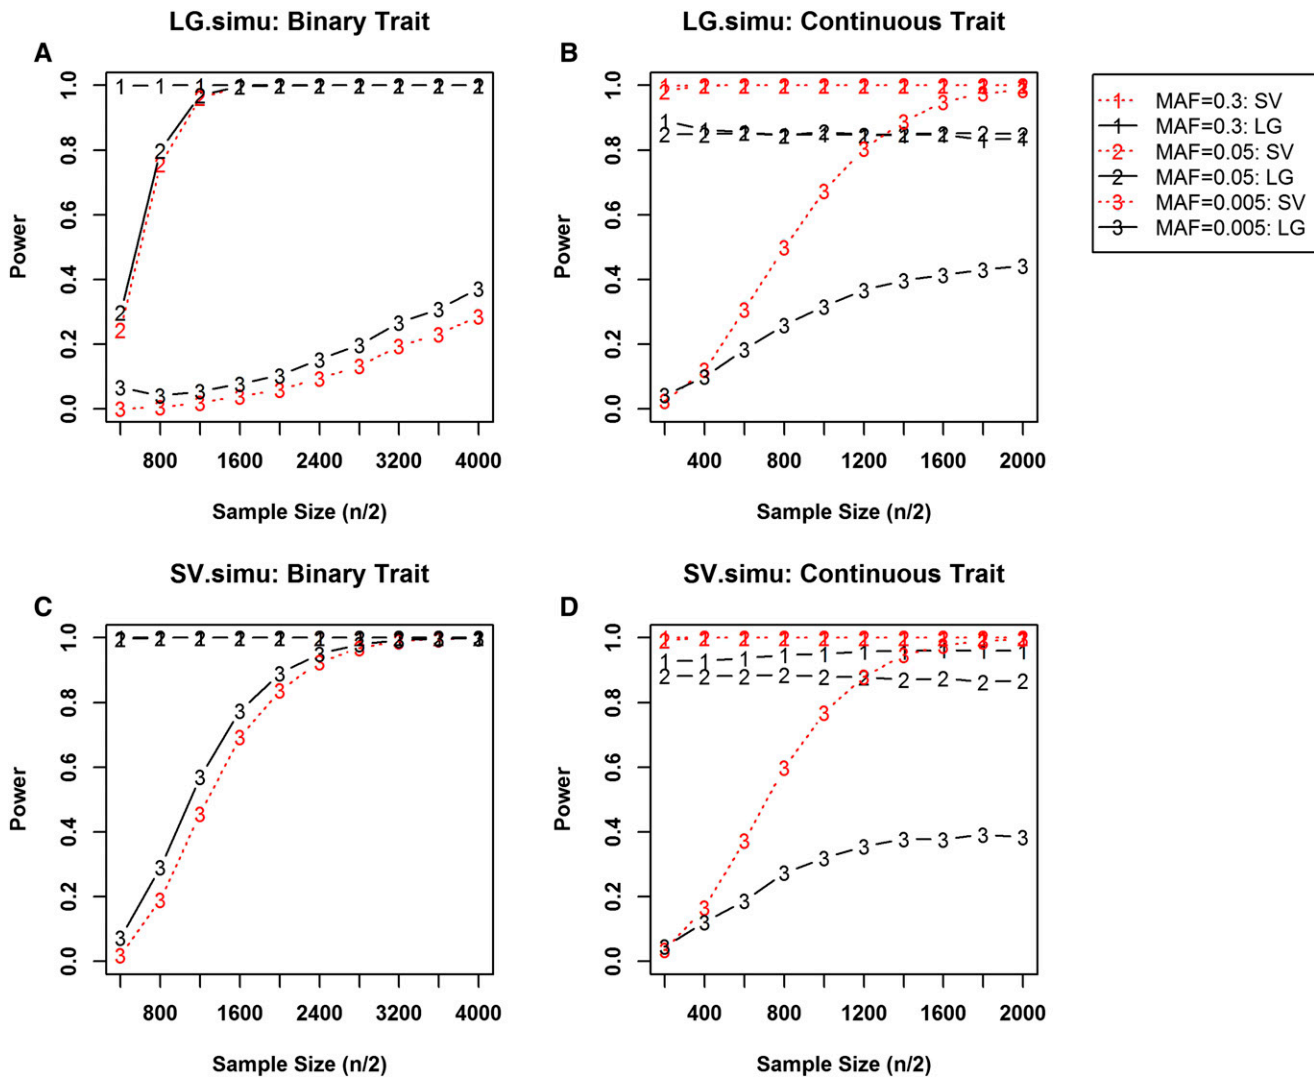 LG.simu: Binary Trait
A
Power
0.0 0.2 0.4 0.6 0.8 1.0
800 1600 2400 3200 4000
Sample Size (n/2)
LG.simu: Continuous Trait
B
Power
0.0 0.2 0.4 0.6 0.8 1.0
400 800 1200 1600 2000
Sample Size (n/2)
1 MAF=0.3: SV
1 MAF=0.3: LG
2 MAF=0.05: SV
2 MAF=0.05: LG
3 MAF=0.005: SV
3 MAF=0.005: LG
SV.simu: Binary Trait
C
Power
0.0 0.2 0.4 0.6 0.8 1.0
800 1600 2400 3200 4000
Sample Size (n/2)
SV.simu: Continuous Trait
D
Power
0.0 0.2 0.4 0.6 0.8 1.0
400 800 1200 1600 2000
Sample Size (n/2)